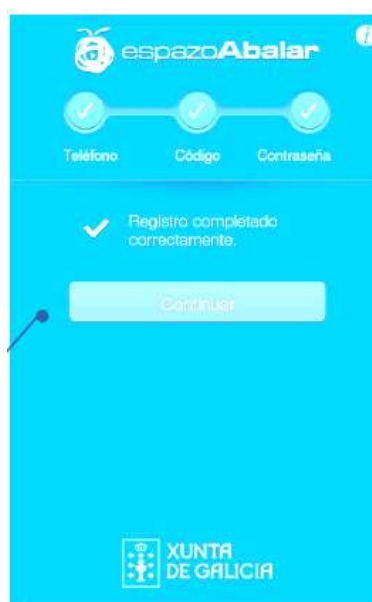 espazoAbalar
i
Teléfono Código Contraseña
Registro completado
correctamente.
Continuar
XUNTA
DE GALICIA